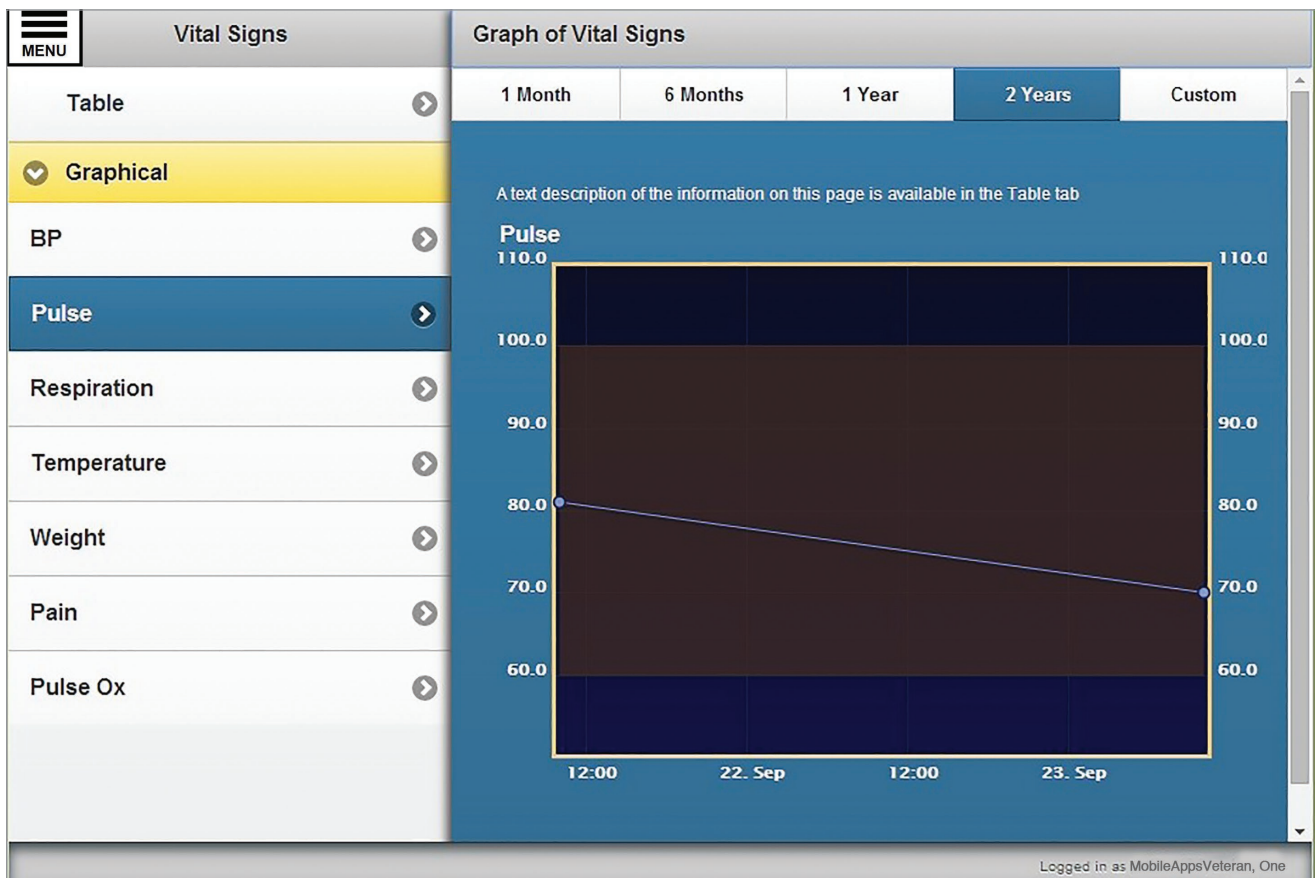 MENU
Vital Signs
Table
Graphical
BP
Pulse
Respiration
Temperature
Weight
Pain
Pulse Ox
Graph of Vital Signs
1 Month 6 Months 1 Year 2 Years Custom
A text description of the information on this page is available in the Table tab
Pulse
110.0 110.0
100.0 100.0
90.0 90.0
80.0 80.0
70.0 70.0
60.0 60.0
12:00 22. Sep 12:00 23. Sep
Logged in as MobileAppsVeteran, One